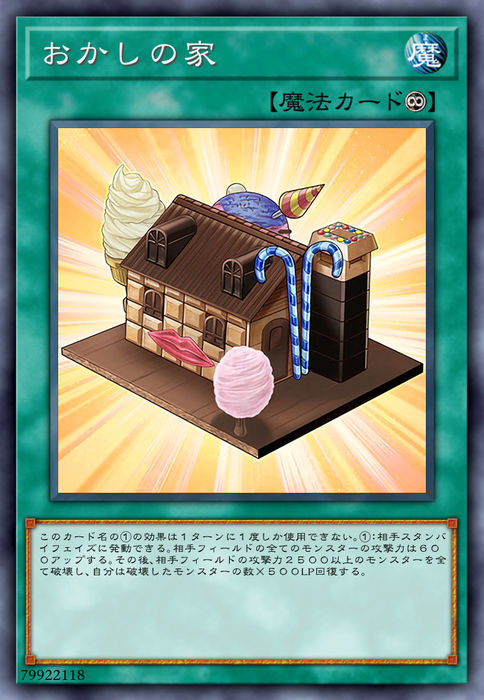 おかしの家
魔
【魔法カード】
このカード名の①の効果は1ターンに1度しか使用できない。①:相手スタンバ
イフェイズに発動できる。相手フィールドの全てのモンスターの攻撃力は60
0アップする。その後、相手フィールドの攻撃力2500以上のモンスターを全
て破壊し、自分は破壊したモンスターの数×500LP回復する。
79922118